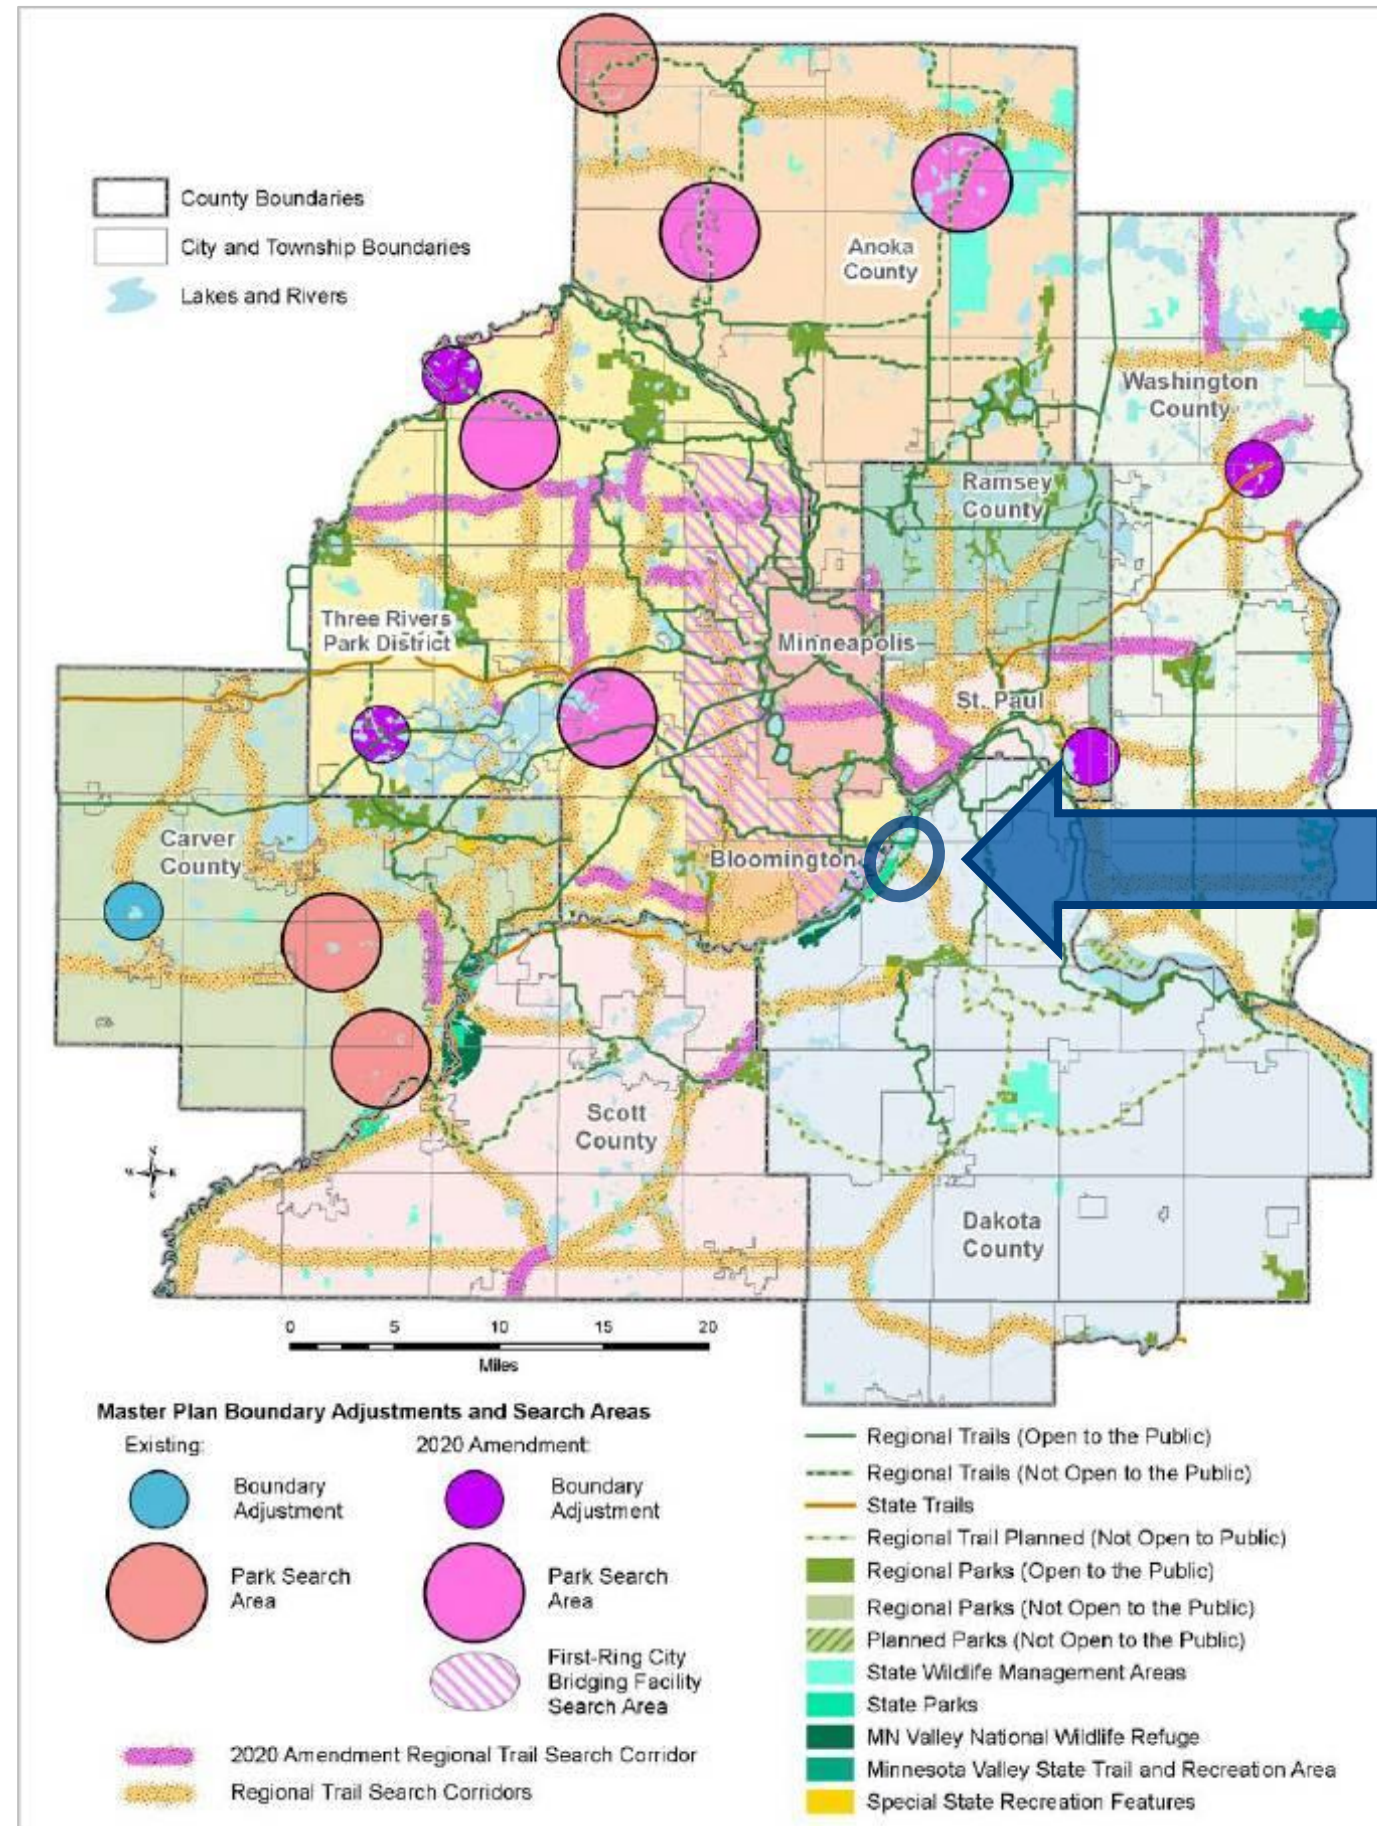 County Boundaries
City and Township Boundaries
Lakes and Rivers
Anoka
County
Washington
County
Ramsey
County
Three Rivers
Park District
Minneapolis
St. Paul
Carver
County
Bloomington
Scott
County
Dakota
County
0 5 10 15 20
Miles
Master Plan Boundary Adjustments and Search Areas
Existing:
2020 Amendment:
Boundary
Adjustment
Boundary
Adjustment
Park Search
Area
Park Search
Area
First-Ring City
Bridging Facility
Search Area
2020 Amendment Regional Trail Search Corridor
Regional Trail Search Corridors
Regional Trails (Open to the Public)
Regional Trails (Not Open to the Public)
State Trails
Regional Trail Planned (Not Open to Public)
Regional Parks (Open to the Public)
Regional Parks (Not Open to the Public)
Planned Parks (Not Open to the Public)
State Wildlife Management Areas
State Parks
MN Valley National Wildlife Refuge
Minnesota Valley State Trail and Recreation Area
Special State Recreation Features